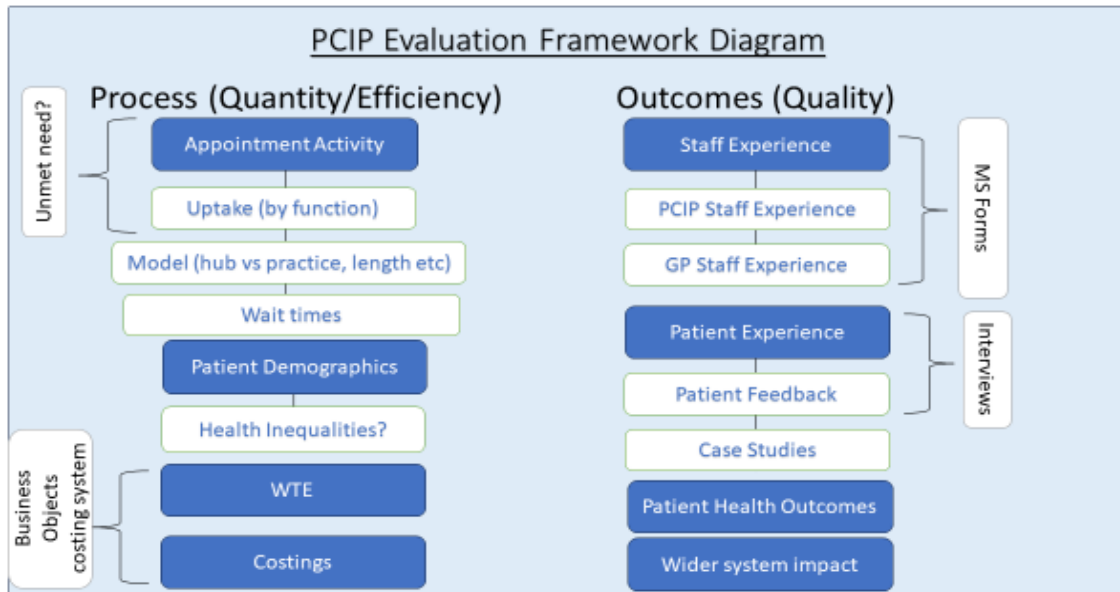 PCIP Evaluation Framework Diagram
Process (Quantity/Efficiency)
Unmet need?
Appointment Activity
Uptake (by function)
Model (hub vs practice, length etc)
Wait times
Patient Demographics
Health Inequalities?
Business
Objects
costing system
WTE
Costings
Outcomes (Quality)
Staff Experience
PCIP Staff Experience
GP Staff Experience
MS Forms
Patient Experience
Patient Feedback
Interviews
Case Studies
Patient Health Outcomes
Wider system impact